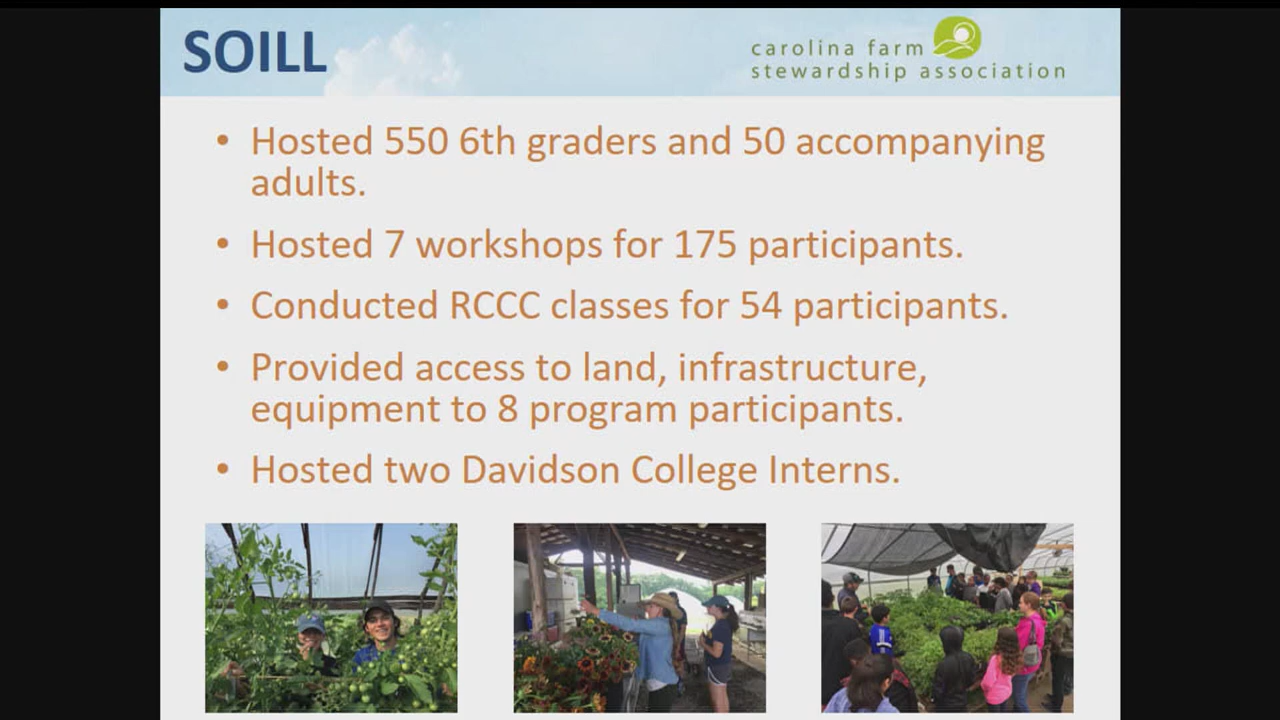 SOILL
carolina farm
stewardship association
• Hosted 550 6th graders and 50 accompanying
adults.
• Hosted 7 workshops for 175 participants.
• Conducted RCCC classes for 54 participants.
• Provided access to land, infrastructure,
equipment to 8 program participants.
• Hosted two Davidson College Interns.